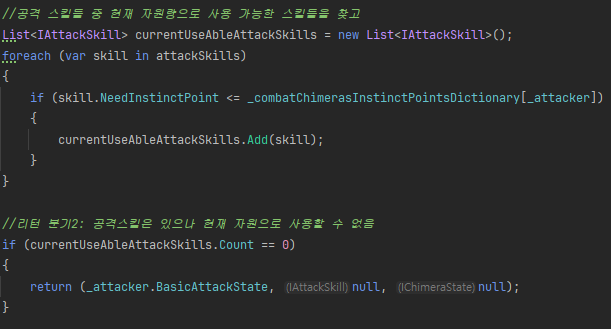 //공격 스킬들 중 현재 자원량으로 사용 가능한 스킬들을 찾고
List<IAttackSkill> currentUseAbleAttackSkills = new List<IAttackSkill>();
foreach (var skill in attackSkills)
{
if (skill.NeedInstinctPoint <= _combatChimerasInstinctPointsDictionary[_attacker])
{
currentUseAbleAttackSkills.Add(skill);
}
}
//리턴 분기2: 공격스킬은 있으나 현재 자원으로 사용할 수 없음
if (currentUseAbleAttackSkills.Count == 0)
{
return (_attacker.BasicAttackState, (IAttackSkill) null, (IChimeraState) null);
}